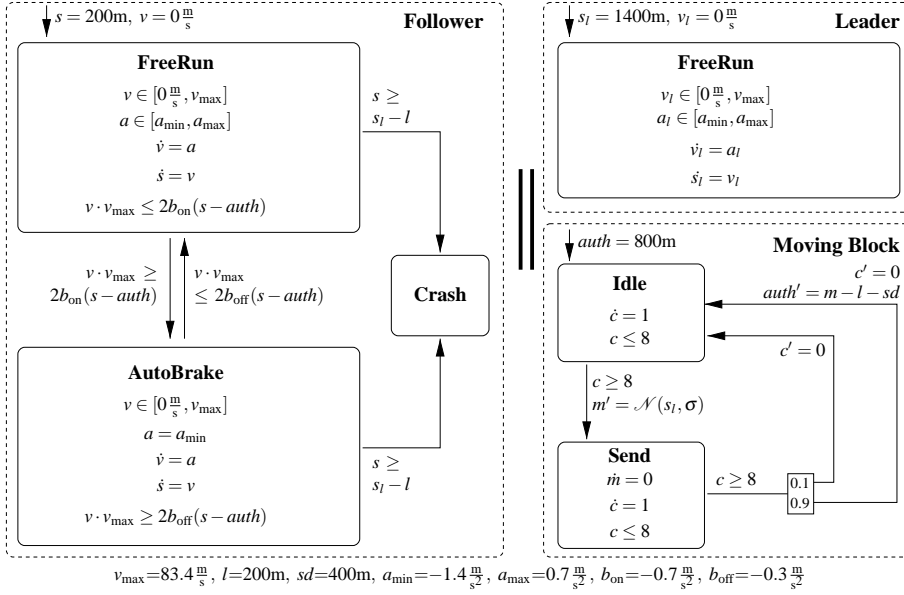 s = 200m, v = 0 m/s
Follower
FreeRun
v ∈ [0 m/s, v_max]
a ∈ [a_min, a_max]
v̇ = a
ṡ = v
v · v_max ≤ 2b_on(s − auth)
s ≥
s_l − l
v · v_max ≥
2b_on(s − auth)
v · v_max
≤ 2b_off(s − auth)
Crash
AutoBrake
v ∈ [0 m/s, v_max]
a = a_min
v̇ = a
ṡ = v
v · v_max ≥ 2b_off(s − auth)
s ≥
s_l − l
s_l = 1400m, v_l = 0 m/s
Leader
FreeRun
v_l ∈ [0 m/s, v_max]
a_l ∈ [a_min, a_max]
v̇_l = a_l
ṡ_l = v_l
auth = 800m
Moving Block
Idle
ċ = 1
c ≤ 8
c′ = 0
auth′ = m − l − sd
c′ = 0
c ≥ 8
m′ = 𝒩(s_l, σ)
Send
ṁ = 0
ċ = 1
c ≤ 8
c ≥ 8
0.1
0.9
v_max=83.4 m/s, l=200m, sd=400m, a_min=−1.4 m/s², a_max=0.7 m/s², b_on=−0.7 m/s², b_off=−0.3 m/s²